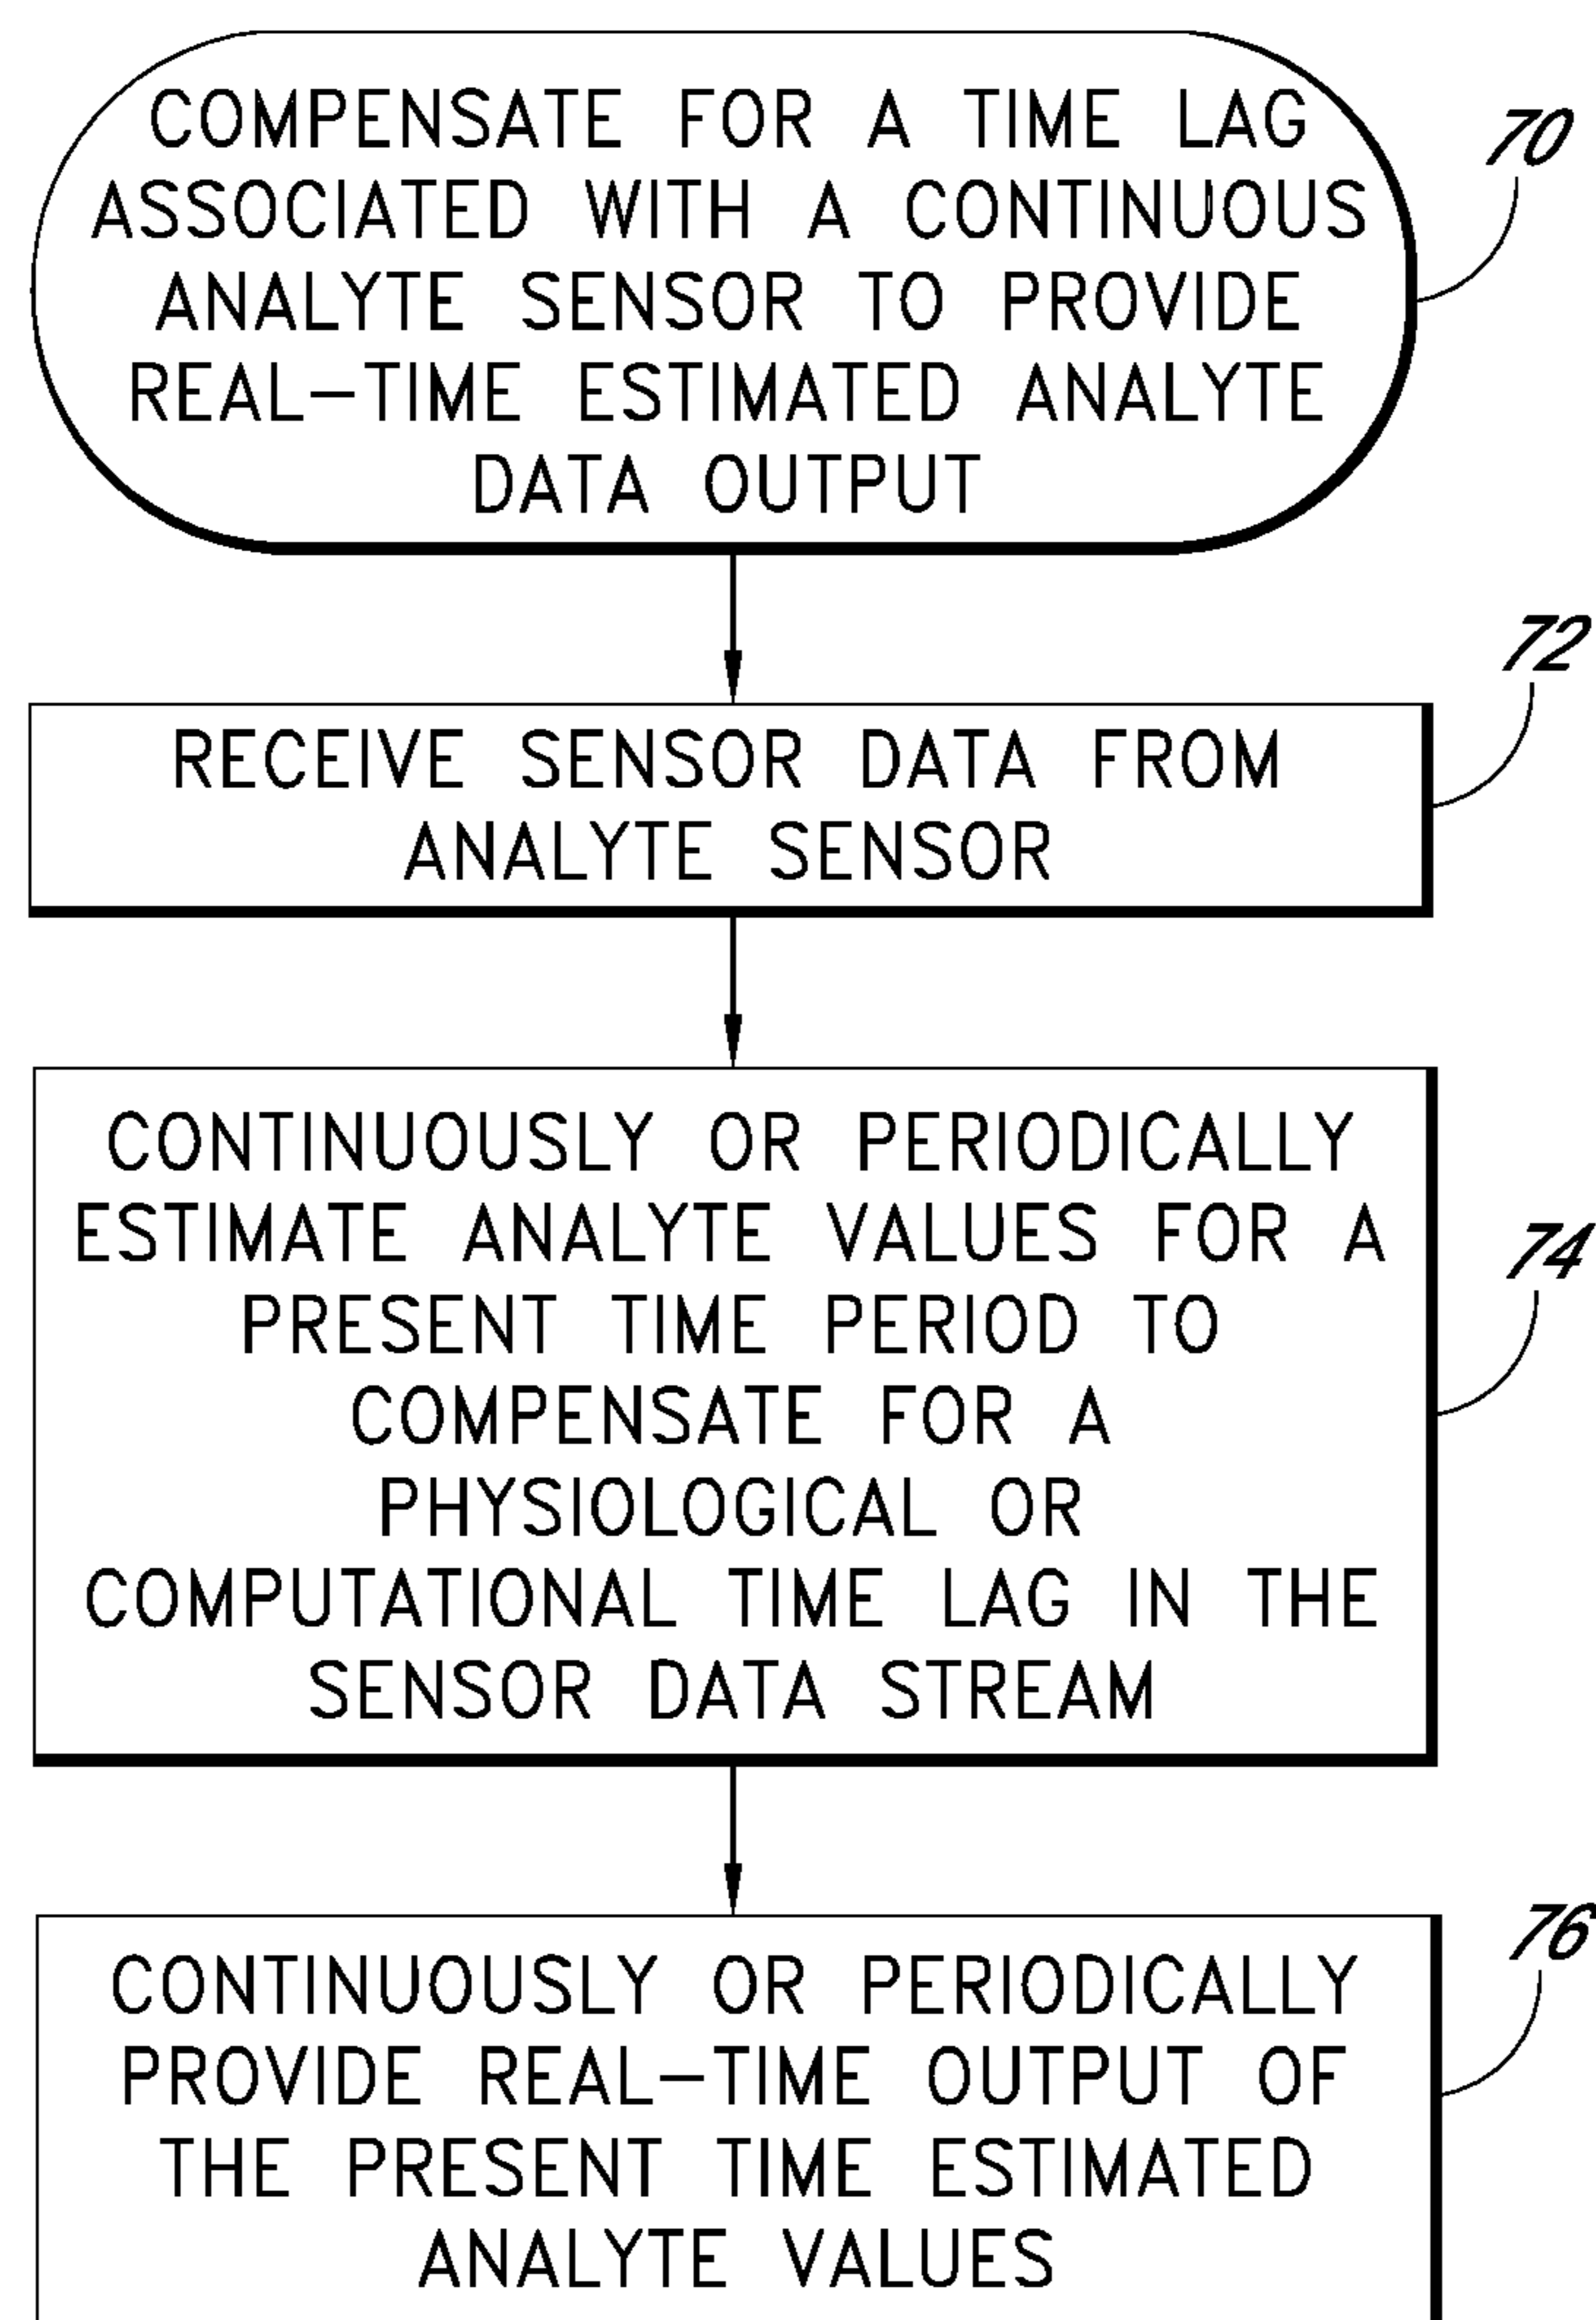 COMPENSATE FOR A TIME LAG
ASSOCIATED WITH A CONTINUOUS
ANALYTE SENSOR TO PROVIDE
REAL-TIME ESTIMATED ANALYTE
DATA OUTPUT
70
72
RECEIVE SENSOR DATA FROM
ANALYTE SENSOR
CONTINUOUSLY OR PERIODICALLY
ESTIMATE ANALYTE VALUES FOR A
PRESENT TIME PERIOD TO
COMPENSATE FOR A
PHYSIOLOGICAL OR
COMPUTATIONAL TIME LAG IN THE
SENSOR DATA STREAM
74
76
CONTINUOUSLY OR PERIODICALLY
PROVIDE REAL-TIME OUTPUT OF
THE PRESENT TIME ESTIMATED
ANALYTE VALUES